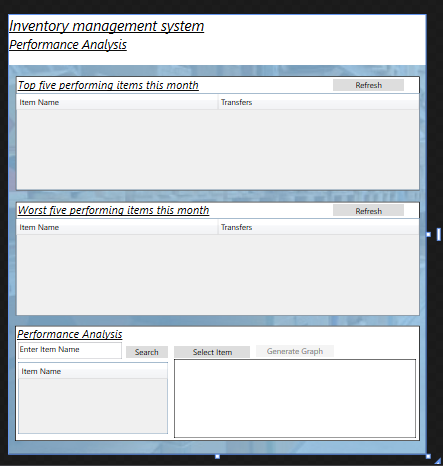 Inventory management system
Performance Analysis
Top five performing items this month
Refresh
Item Name Transfers
Worst five performing items this month
Refresh
Item Name Transfers
Performance Analysis
Enter Item Name Search Select Item Generate Graph
Item Name